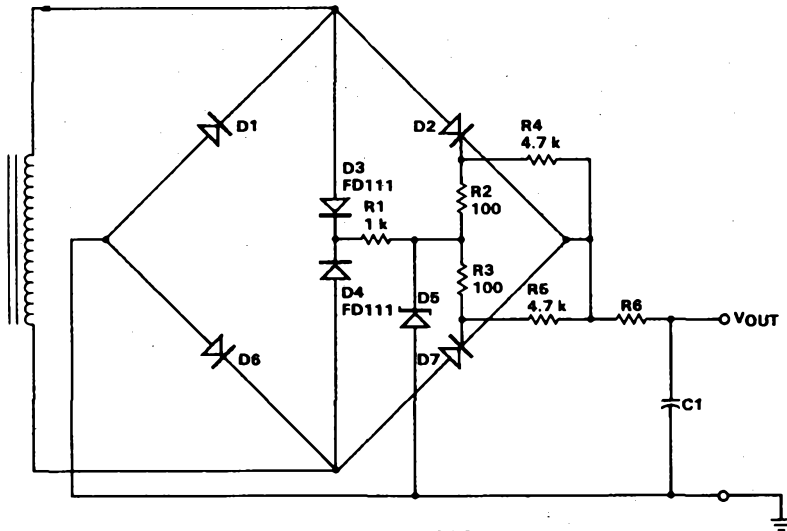 D1
D2
R4
4.7 k
D3
FD111
R1
1 k
R2
100
D4
FD111
D5
R3
100
R5
4.7 k
R6
VOUT
D6
D7
C1